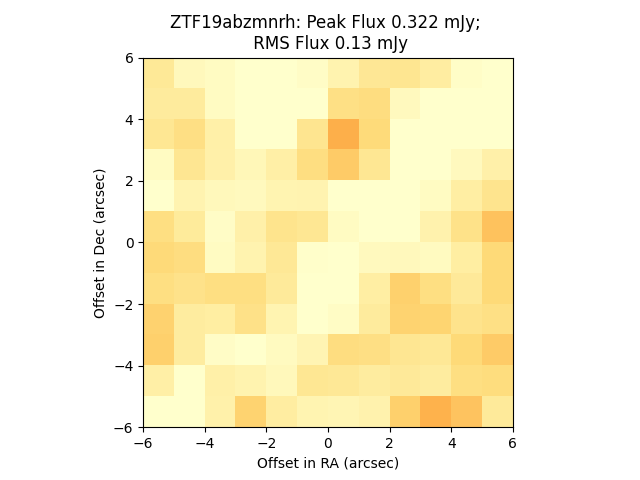 ZTF19abzmnrh: Peak Flux 0.322 mJy;
RMS Flux 0.13 mJy
6
4
2
0
−2
−4
−6
Offset in Dec (arcsec)
−6 −4 −2 0 2 4 6
Offset in RA (arcsec)